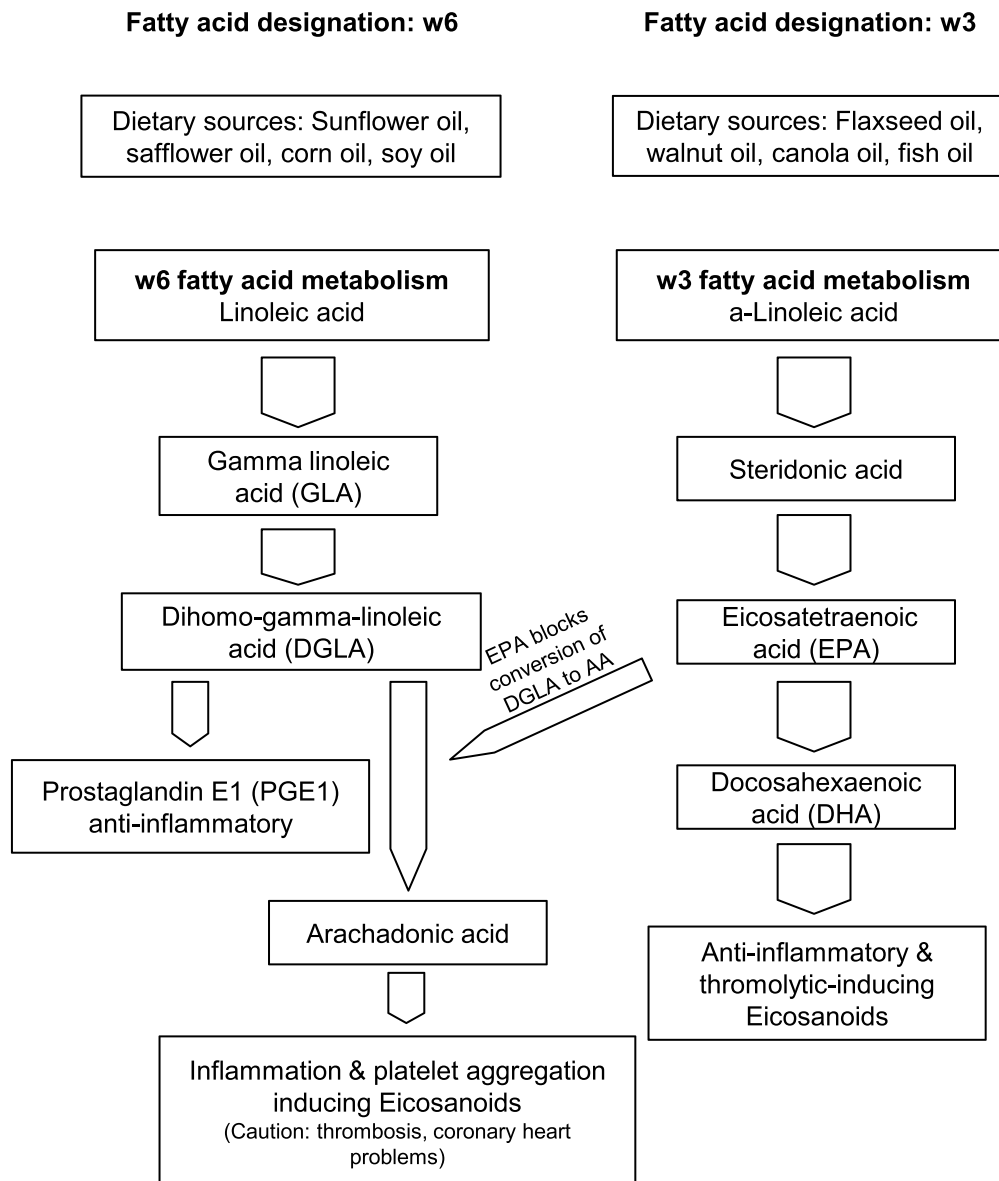 Fatty acid designation: w6
Dietary sources: Sunflower oil,
safflower oil, corn oil, soy oil
w6 fatty acid metabolism
Linoleic acid
Gamma linoleic
acid (GLA)
Dihomo-gamma-linoleic
acid (DGLA)
Prostaglandin E1 (PGE1)
anti-inflammatory
Arachadonic acid
Inflammation & platelet aggregation
inducing Eicosanoids
(Caution: thrombosis, coronary heart
problems)
EPA blocks
conversion of
DGLA to AA
Fatty acid designation: w3
Dietary sources: Flaxseed oil,
walnut oil, canola oil, fish oil
w3 fatty acid metabolism
a-Linoleic acid
Steridonic acid
Eicosatetraenoic
acid (EPA)
Docosahexaenoic
acid (DHA)
Anti-inflammatory &
thromolytic-inducing
Eicosanoids